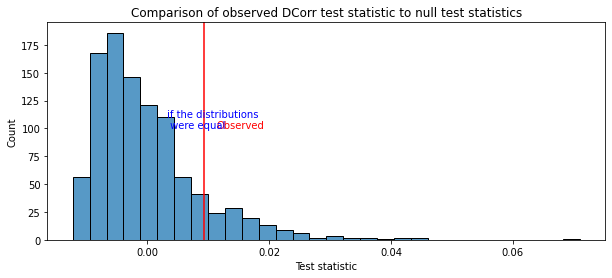 Comparison of observed DCorr test statistic to null test statistics
175
150
125
100
75
50
25
0
Count
if the distributions
were equal
Observed
0.00
0.02
0.04
0.06
Test statistic